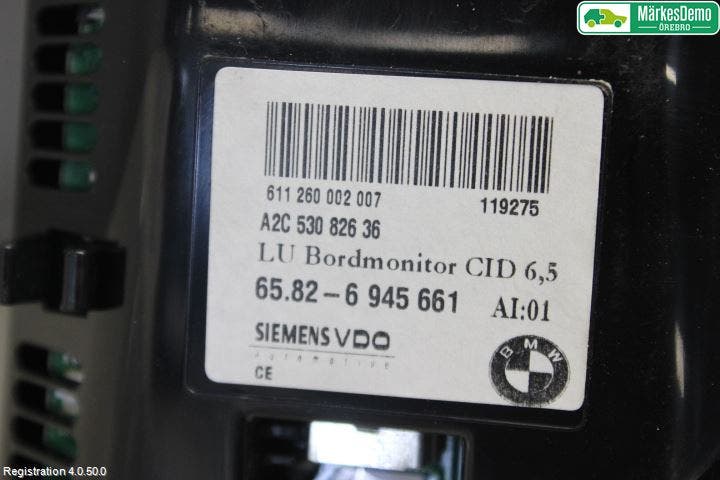 MärkesDemo
ÖREBRO
611 260 002 007 119275
A2C 530 826 36
LU Bordmonitor CID 6,5
65.82-6 945 661 AI:01
SIEMENS VDO
Automotive
CE
BMW
Registration 4.0.50.0